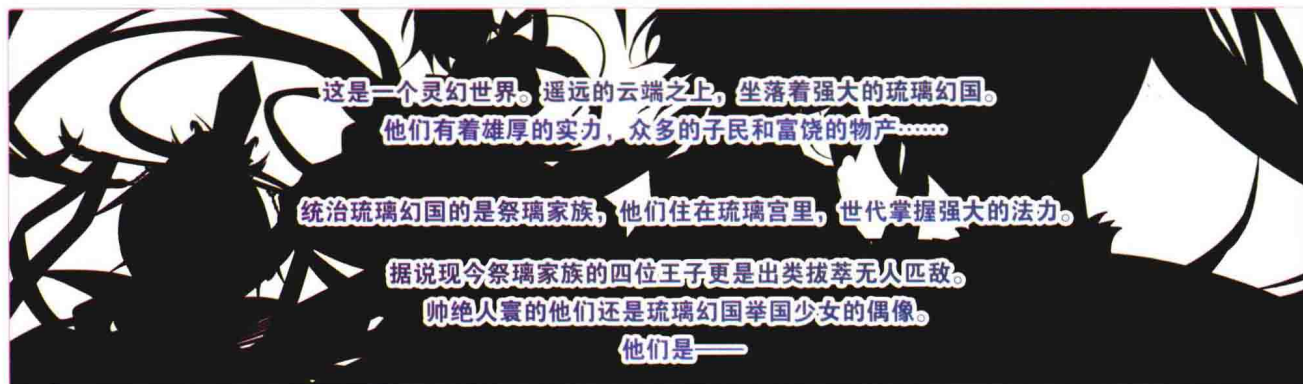 这是一个灵幻世界。遥远的云端之上，坐落着强大的琉璃幻国。
他们有着雄厚的实力，众多的子民和富饶的物产……
统治琉璃幻国的是祭璃家族，他们住在琉璃宫里，世代掌握强大的法力。
据说现今祭璃家族的四位王子更是出类拔萃无人匹敌。
帅绝人寰的他们还是琉璃幻国举国少女的偶像。
他们是——